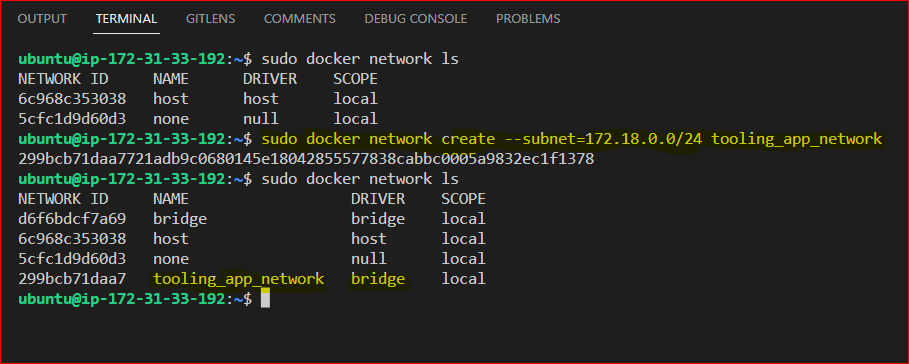 OUTPUT TERMINAL GITLENS COMMENTS DEBUG CONSOLE PROBLEMS
ubuntu@ip-172-31-33-192:~$ sudo docker network ls
NETWORK ID NAME DRIVER SCOPE
6c968c353038 host host local
5cfc1d9d60d3 none null local
ubuntu@ip-172-31-33-192:~$ sudo docker network create --subnet=172.18.0.0/24 tooling_app_network
299bcb71daa7721adb9c0680145e18042855577838cabbc0005a9832ec1f1378
ubuntu@ip-172-31-33-192:~$ sudo docker network ls
NETWORK ID NAME DRIVER SCOPE
d6f6bdcf7a69 bridge bridge local
6c968c353038 host host local
5cfc1d9d60d3 none null local
299bcb71daa7 tooling_app_network bridge local
ubuntu@ip-172-31-33-192:~$